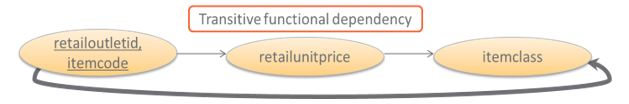 Transitive functional dependency
retailoutletid,
itemcode
retailunitprice
itemclass